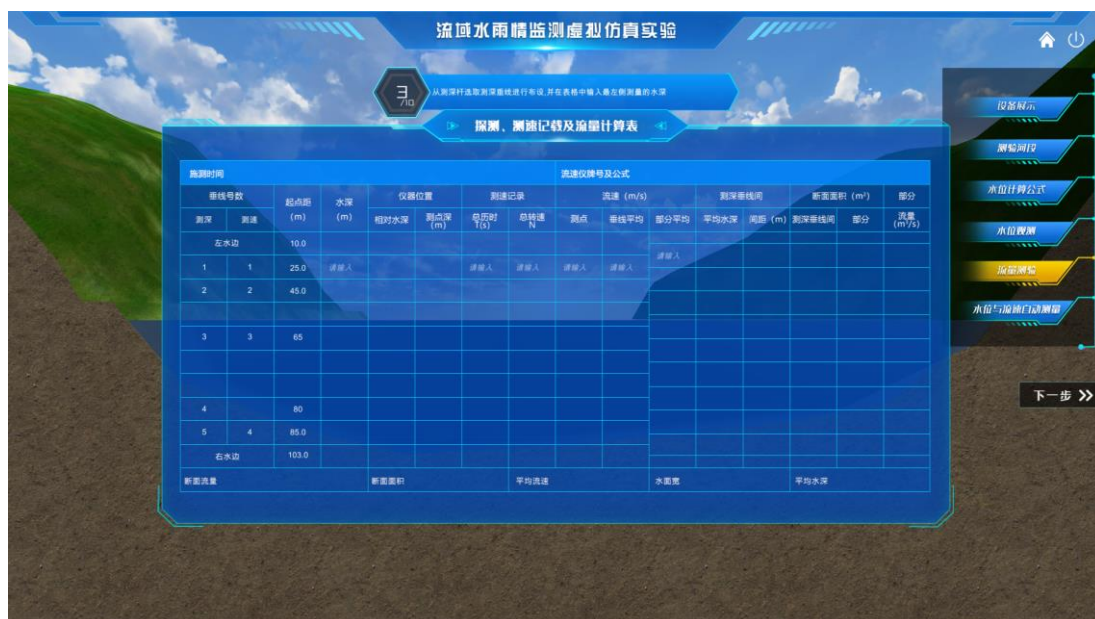 流域水雨情监测虚拟仿真实验
3/10
从测深杆选取测深垂线进行布设,并在表格中输入最左侧测量的水深
探测、测速记载及流量计算表
施测时间 流速仪牌号及公式
垂线号数 起点距(m) 水深(m) 仪器位置 测速记录 流速 (m/s) 测深垂线间 断面面积 (m²) 部分流量(m³/s)
测深 测速 相对水深 测点深(m) 总历时T(s) 总转速N 测点 垂线平均 部分平均 平均水深 间距 (m) 测深垂线间 部分
左水边 10.0
请输入
1 1 25.0 请输入 请输入 请输入 请输入 请输入
2 2 45.0
3 3 65
4 80
5 4 85.0
右水边 103.0
断面流量 断面面积 平均流速 水面宽 平均水深
设备展示
测验河段
水位计算公式
水位观测
流量测验
水位与流速自动测量
下一步